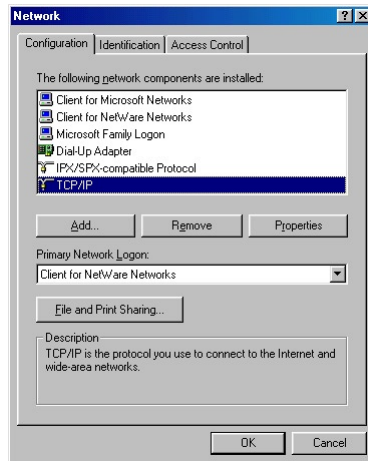 Network
Configuration Identification Access Control
The following network components are installed:
Client for Microsoft Networks
Client for NetWare Networks
Microsoft Family Logon
Dial-Up Adapter
IPX/SPX-compatible Protocol
TCP/IP
Add... Remove Properties
Primary Network Logon:
Client for NetWare Networks
File and Print Sharing...
Description
TCP/IP is the protocol you use to connect to the Internet and
wide-area networks.
OK Cancel